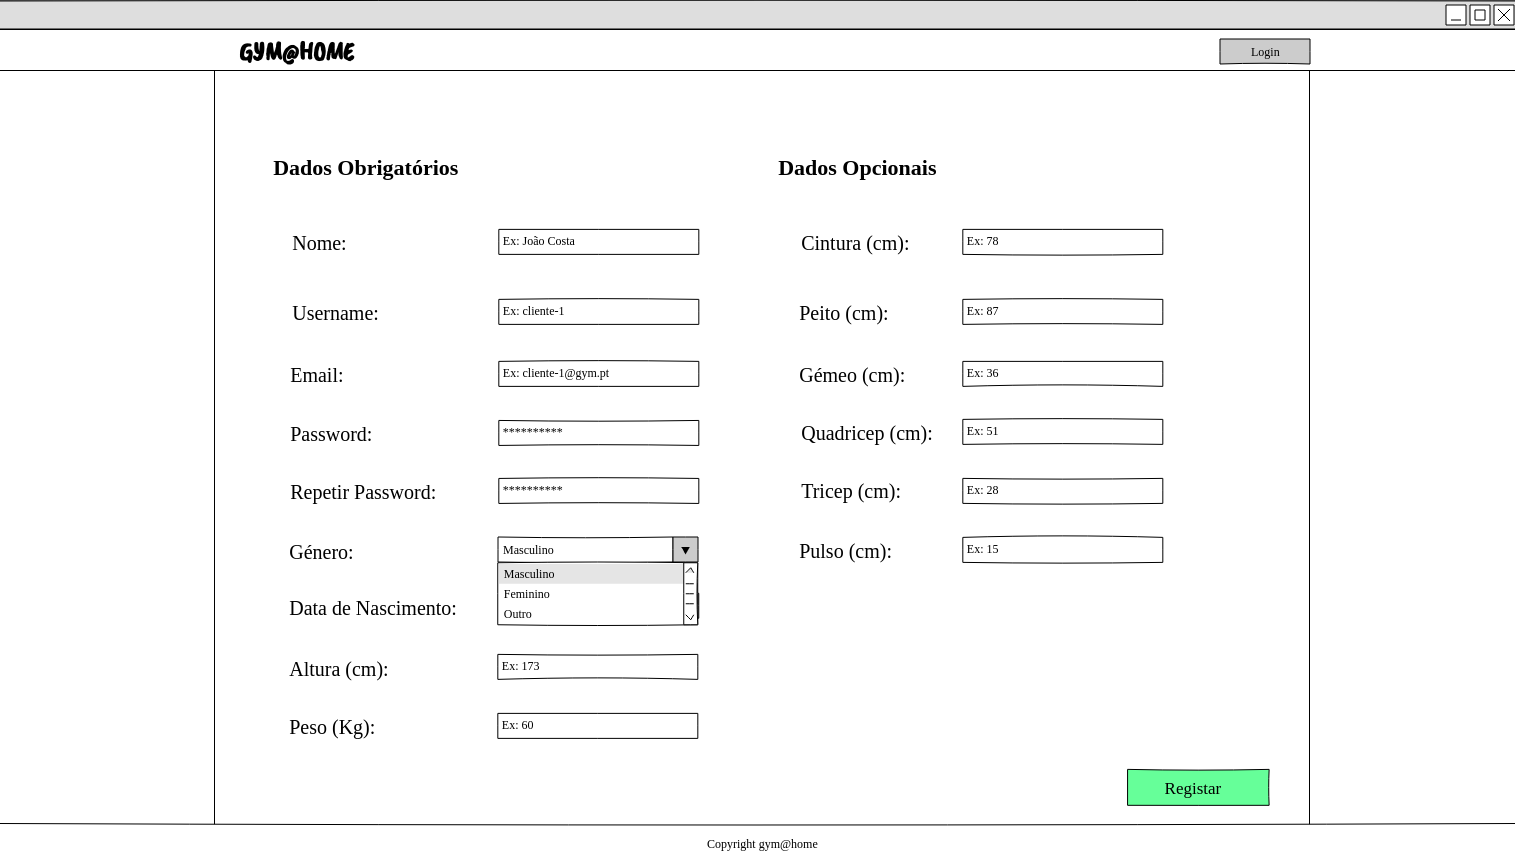 GYM@HOME
Login
Dados Obrigatórios
Nome:
Ex: João Costa
Username:
Ex: cliente-1
Email:
Ex: cliente-1@gym.pt
Password:
**********
Repetir Password:
**********
Género:
Masculino
Masculino
Feminino
Outro
Data de Nascimento:
Altura (cm):
Ex: 173
Peso (Kg):
Ex: 60
Dados Opcionais
Cintura (cm):
Ex: 78
Peito (cm):
Ex: 87
Gémeo (cm):
Ex: 36
Quadricep (cm):
Ex: 51
Tricep (cm):
Ex: 28
Pulso (cm):
Ex: 15
Registar
Copyright gym@home